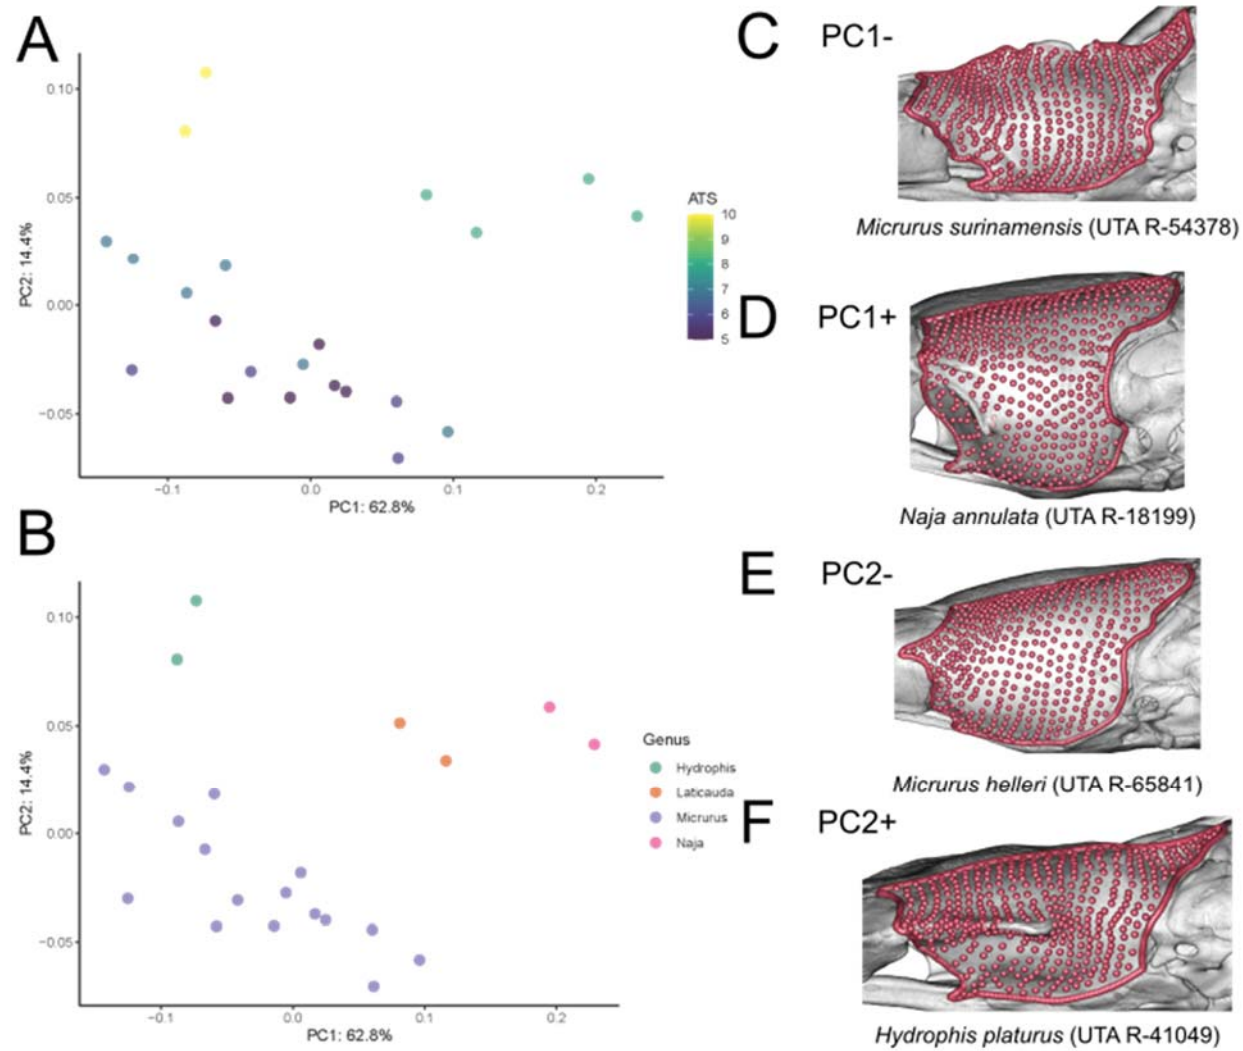 A
0.10
0.05
0.00
−0.05
PC2: 14.4%
−0.1
0.0
0.1
0.2
PC1: 62.8%
ATS
10
9
8
7
6
5
B
0.10
0.05
0.00
−0.05
PC2: 14.4%
−0.1
0.0
0.1
0.2
PC1: 62.8%
Genus
Hydrophis
Laticauda
Micrurus
Naja
C
PC1-
Micrurus surinamensis (UTA R-54378)
D
PC1+
Naja annulata (UTA R-18199)
E
PC2-
Micrurus helleri (UTA R-65841)
F
PC2+
Hydrophis platurus (UTA R-41049)